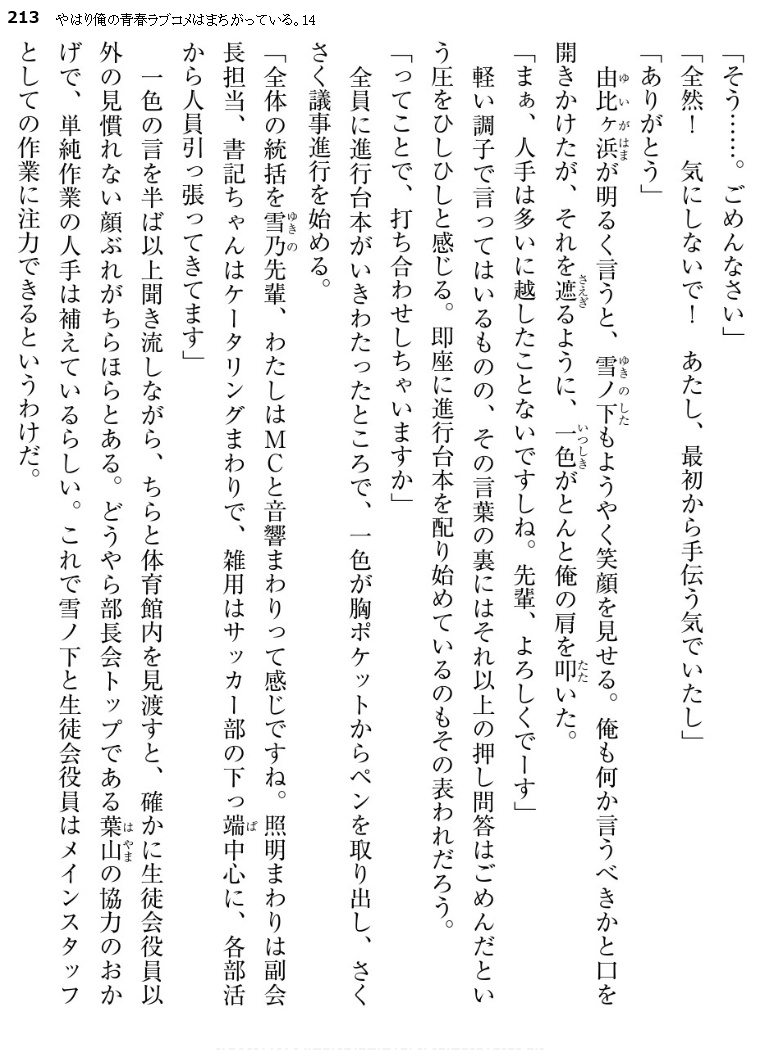 213 やはり俺の青春ラブコメはまちがっている。14
「そう……。ごめんなさい」
「全然！　気にしないで！　あたし、最初から手伝う気でいたし」
「ありがとう」
　由比ヶ浜が明るく言うと、雪ノ下もようやく笑顔を見せる。俺も何か言うべきかと口を
開きかけたが、それを遮るように、一色がとんと俺の肩を叩いた。
「まぁ、人手は多いに越したことないですしね。先輩、よろしくでーす」
　軽い調子で言ってはいるものの、その言葉の裏にはそれ以上の押し問答はごめんだとい
う圧をひしひしと感じる。即座に進行台本を配り始めているのもその表われだろう。
「ってことで、打ち合わせしちゃいますか」
　全員に進行台本がいきわたったところで、一色が胸ポケットからペンを取り出し、さく
さく議事進行を始める。
「全体の統括を雪乃先輩、わたしはＭＣと音響まわりって感じですね。照明まわりは副会
長担当、書記ちゃんはケータリングまわりで、雑用はサッカー部の下っ端中心に、各部活
から人員引っ張ってきてます」
　一色の言を半ば以上聞き流しながら、ちらと体育館内を見渡すと、確かに生徒会役員以
外の見慣れない顔ぶれがちらほらとある。どうやら部長会トップである葉山の協力のおか
げで、単純作業の人手は補えているらしい。これで雪ノ下と生徒会役員はメインスタッフ
としての作業に注力できるというわけだ。